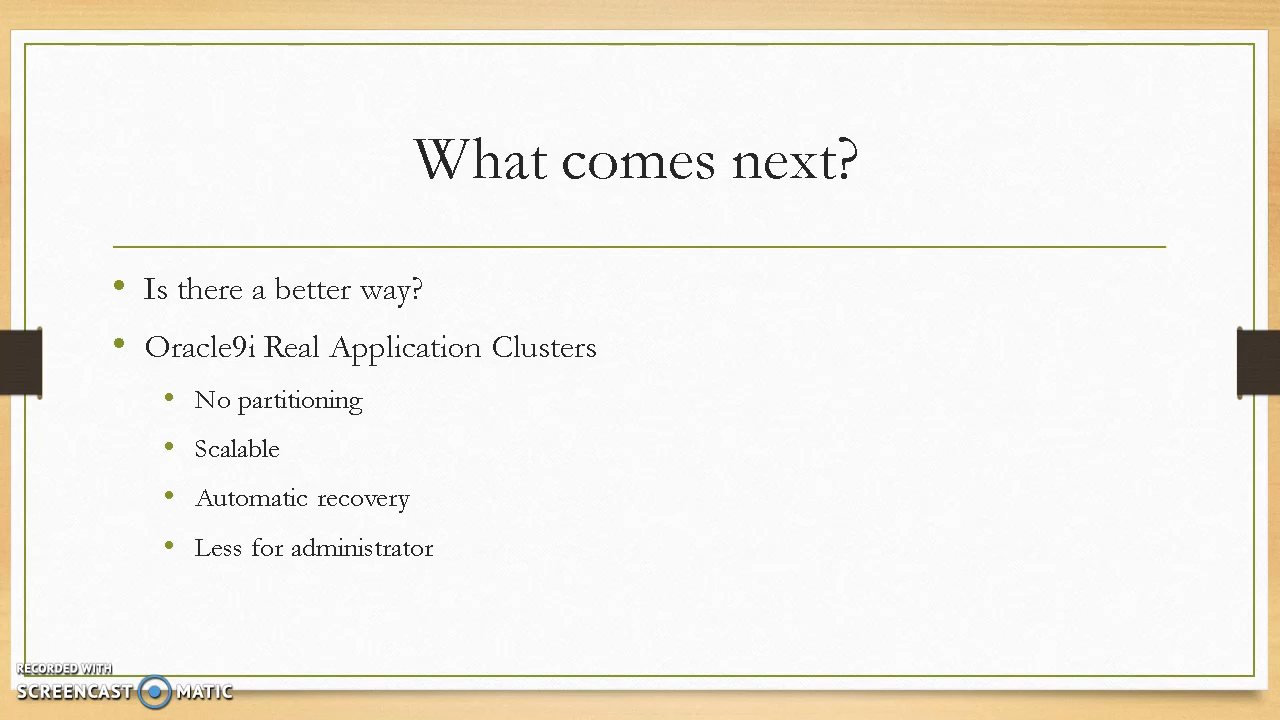 What comes next?
• Is there a better way?
• Oracle9i Real Application Clusters
• No partitioning
• Scalable
• Automatic recovery
• Less for administrator
RECORDED WITH
SCREENCAST MATIC